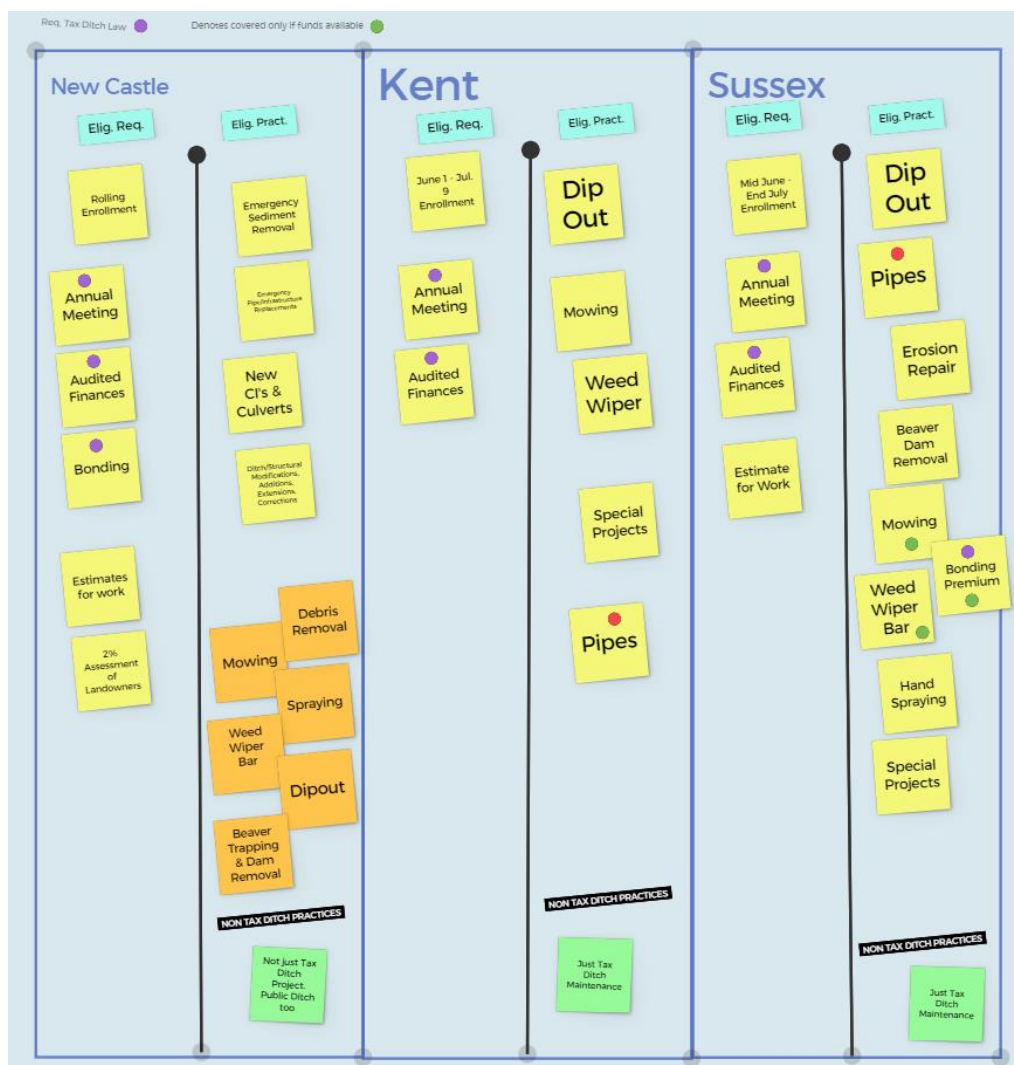 Req. Tax Ditch Law
Denotes covered only if funds available
New Castle
Elig. Req.
Elig. Pract.
Rolling
Enrollment
Annual
Meeting
Audited
Finances
Bonding
Estimates
for work
2%
Assessment
of
Landowners
Emergency
Sediment
Removal
Emergency
Pipe/Infrastructure
Replacements
New
CI's &
Culverts
Ditch/Structural
Modifications,
Additions,
Extensions,
Corrections
Debris
Removal
Mowing
Spraying
Weed
Wiper
Bar
Dipout
Beaver
Trapping
& Dam
Removal
NON TAX DITCH PRACTICES
Not just Tax
Ditch
Project.
Public Ditch
too
Kent
Elig. Req.
Elig. Pract.
June 1 - Jul.
9
Enrollment
Annual
Meeting
Audited
Finances
Dip
Out
Mowing
Weed
Wiper
Special
Projects
Pipes
NON TAX DITCH PRACTICES
Just Tax
Ditch
Maintenance
Sussex
Elig. Req.
Elig. Pract.
Mid June -
End July
Enrollment
Annual
Meeting
Audited
Finances
Estimate
for Work
Dip
Out
Pipes
Erosion
Repair
Beaver
Dam
Removal
Mowing
Bonding
Premium
Weed
Wiper
Bar
Hand
Spraying
Special
Projects
NON TAX DITCH PRACTICES
Just Tax
Ditch
Maintenance